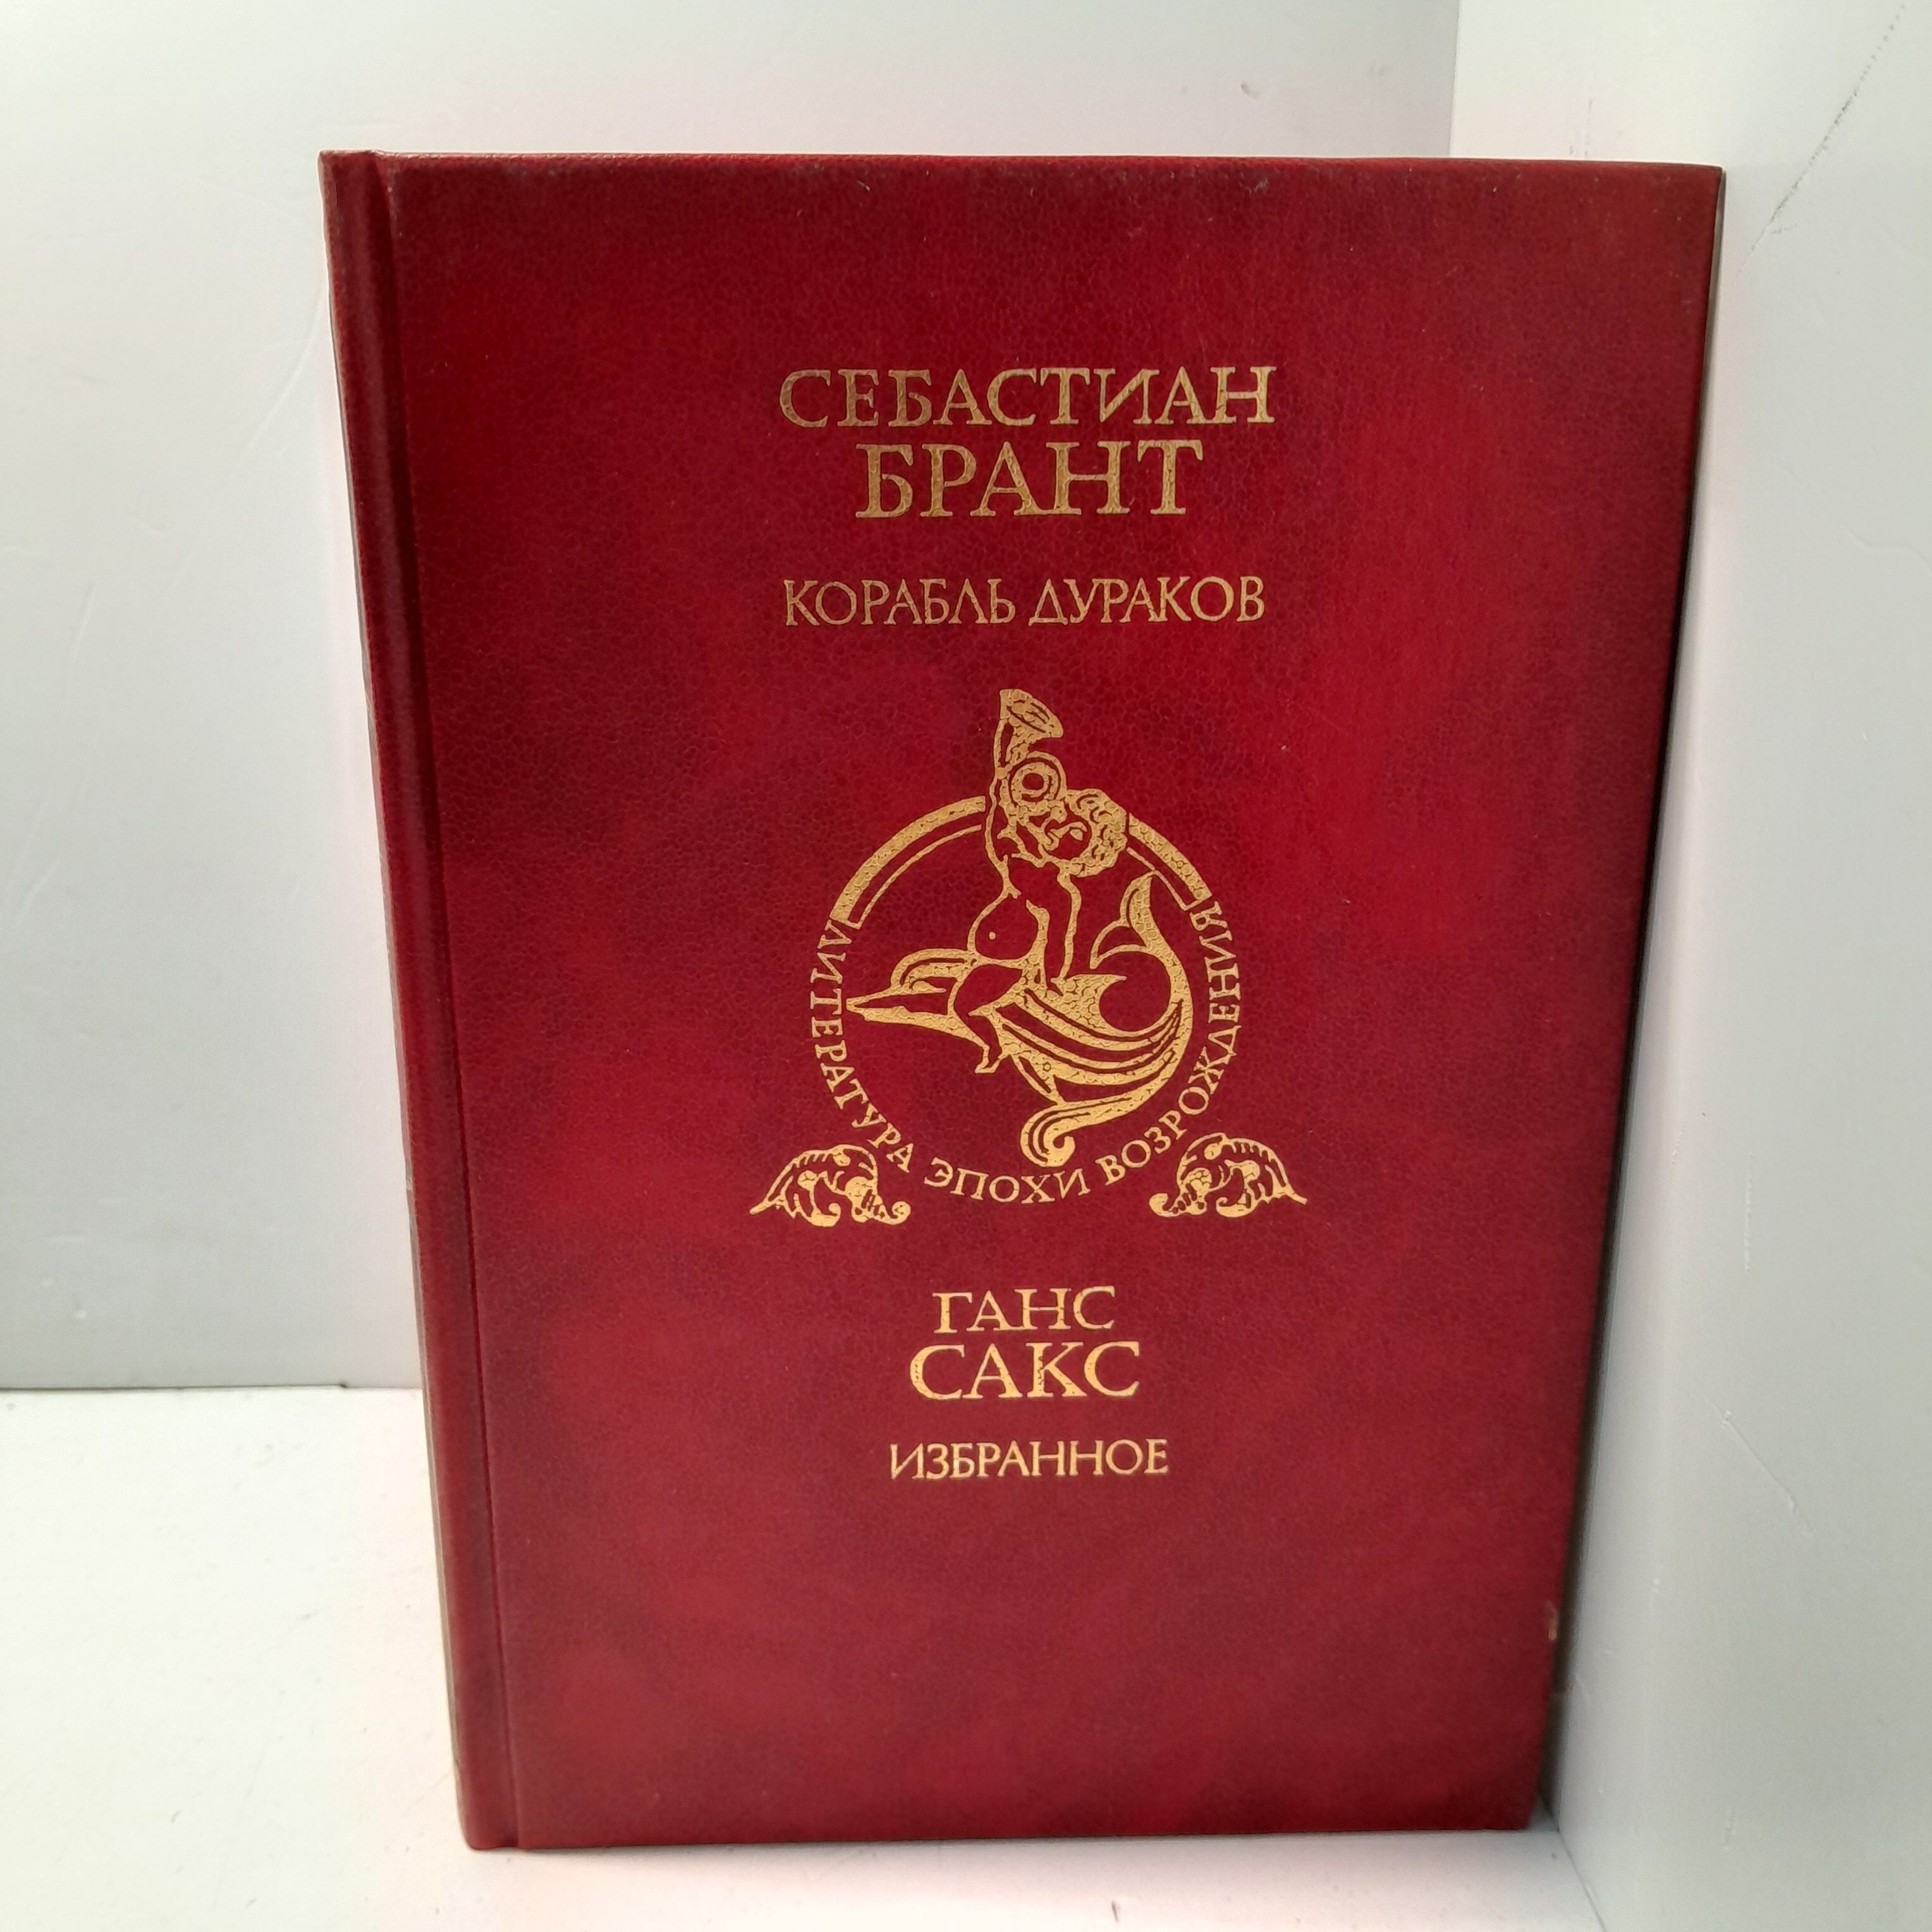 СЕБАСТИАН
БРАНТ
КОРАБЛЬ ДУРАКОВ
ЛИТЕРАТУРА ЭПОХИ ВОЗРОЖДЕНИЯ
ГАНС
САКС
ИЗБРАННОЕ